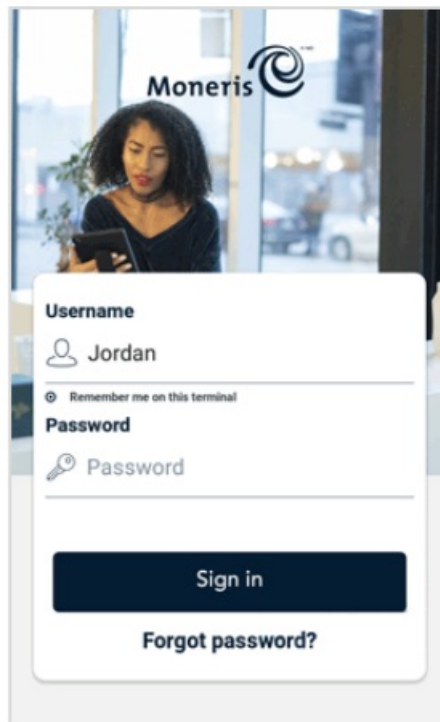 Moneris
Username
Jordan
Remember me on this terminal
Password
Password
Sign in
Forgot password?